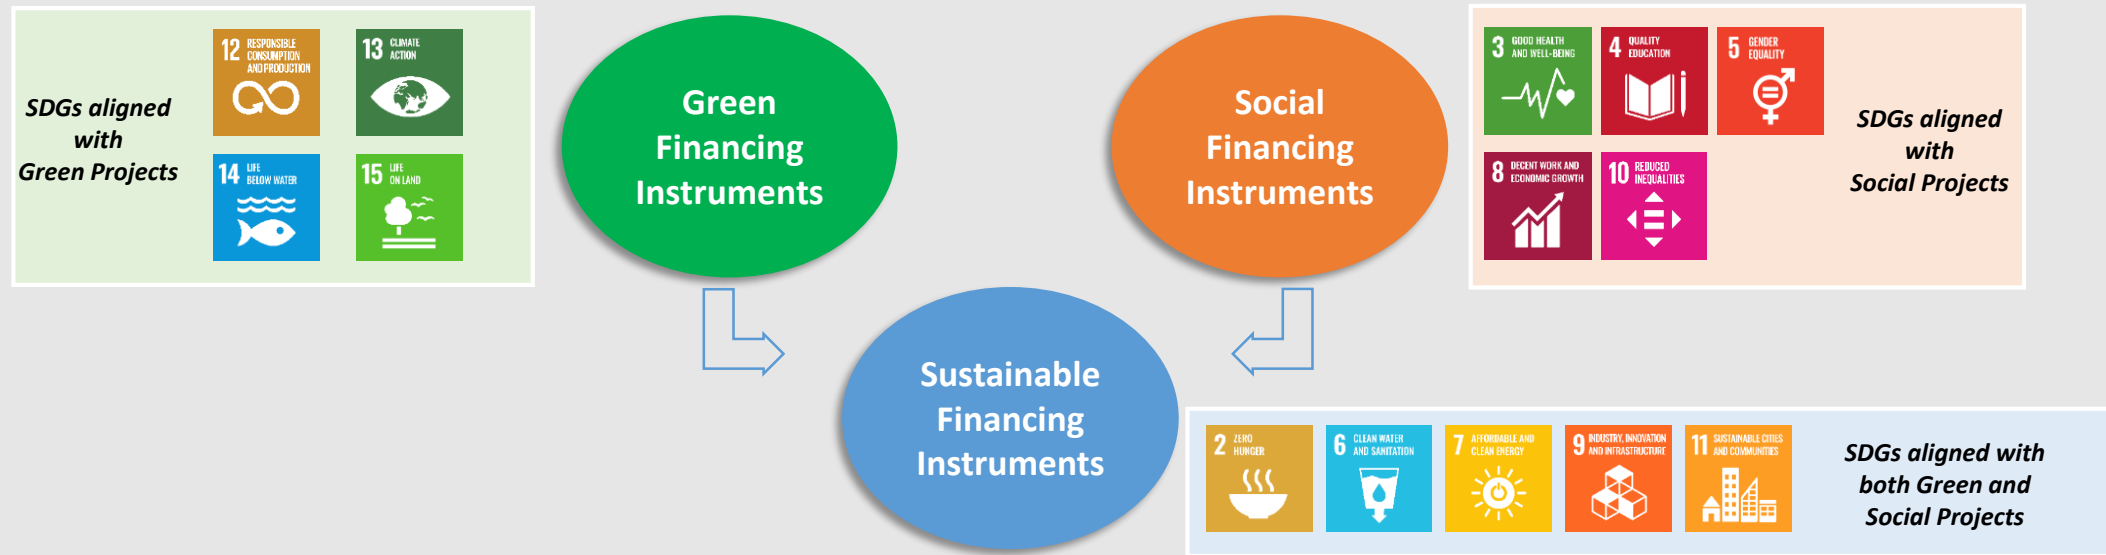 SDGs aligned
with
Green Projects
12 RESPONSIBLE
CONSUMPTION
AND PRODUCTION
13 CLIMATE
ACTION
14 LIFE
BELOW WATER
15 LIFE
ON LAND
Green
Financing
Instruments
Social
Financing
Instruments
3 GOOD HEALTH
AND WELL-BEING
4 QUALITY
EDUCATION
5 GENDER
EQUALITY
8 DECENT WORK AND
ECONOMIC GROWTH
10 REDUCED
INEQUALITIES
SDGs aligned
with
Social Projects
Sustainable
Financing
Instruments
2 ZERO
HUNGER
6 CLEAN WATER
AND SANITATION
7 AFFORDABLE AND
CLEAN ENERGY
9 INDUSTRY, INNOVATION
AND INFRASTRUCTURE
11 SUSTAINABLE CITIES
AND COMMUNITIES
SDGs aligned with
both Green and
Social Projects